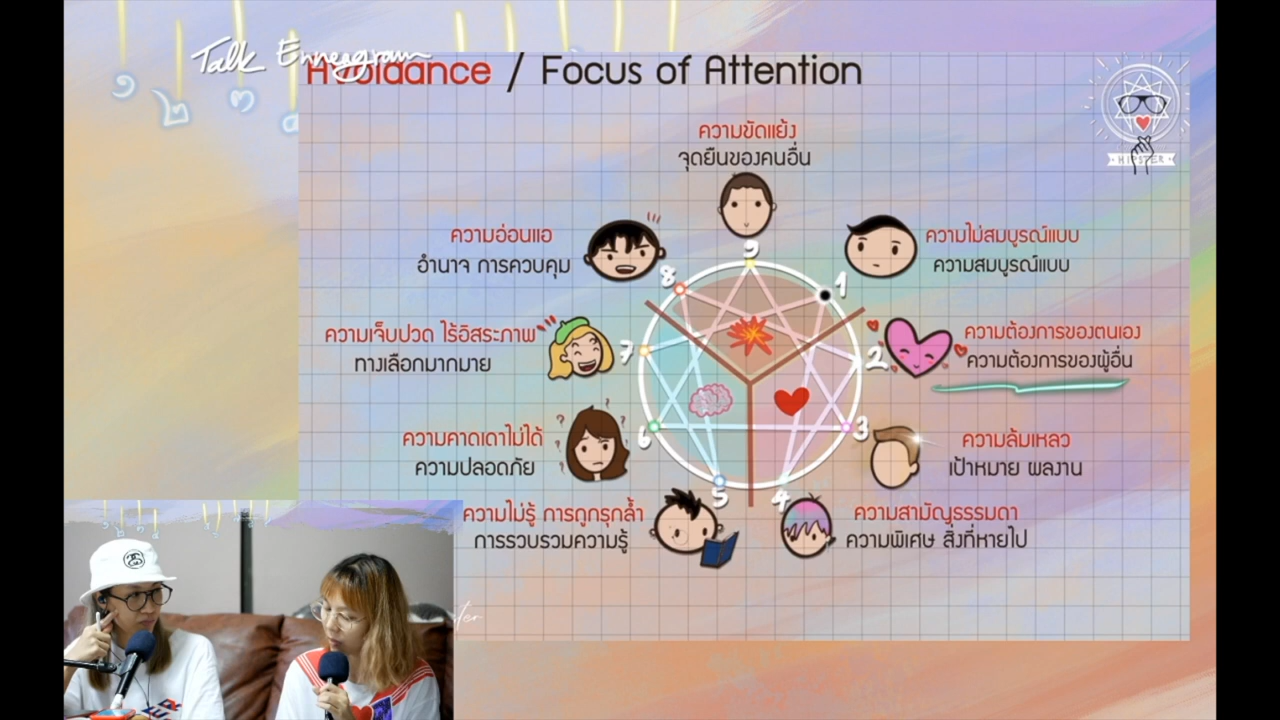 Talk Enneagram
Avoidance / Focus of Attention
๑ ๒ ๓ ๔
HIPSTER
ความขัดแย้ง
จุดยืนของคนอื่น
ความอ่อนแอ
อำนาจ การควบคุม
ความไม่สมบูรณ์แบบ
ความสมบูรณ์แบบ
9
8
1
ความเจ็บปวด ไร้อิสระภาพ
ทางเลือกมากมาย
7
2
ความต้องการของตนเอง
ความต้องการของผู้อื่น
ความคาดเดาไม่ได้
ความปลอดภัย
6
3
ความล้มเหลว
เป้าหมาย ผลงาน
5
4
ความไม่รู้ การถูกรุกล้ำ
การรวบรวมความรู้
ความสามัญธรรมดา
ความพิเศษ สิ่งที่หายไป